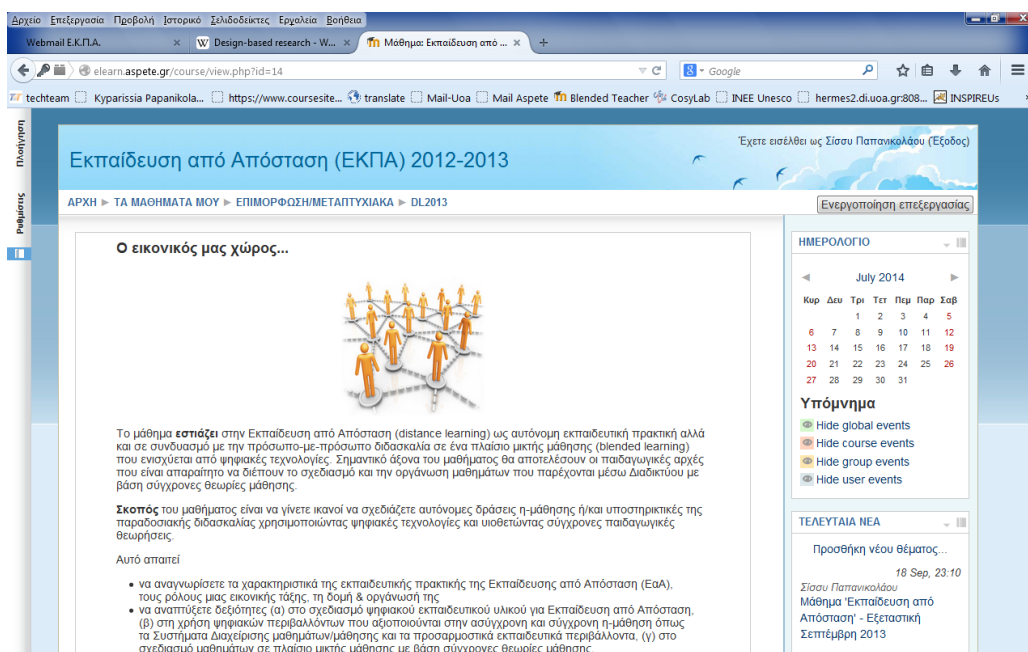 Αρχείο Επεξεργασία Προβολή Ιστορικό Σελιδοδείκτες Εργαλεία Βοήθεια
Webmail Ε.Κ.Π.Α. × W Design-based research - W... × Μάθημα: Εκπαίδευση από ... × +
elearn.aspete.gr/course/view.php?id=14
8 Google
techteam Kyparissia Papanikola... https://www.coursesite... translate Mail-Uoa Mail Aspete Blended Teacher CosyLab INEE Unesco hermes2.di.uoa.gr:808... INSPIREUs
Πλοήγηση
Ρυθμίσεις
Έχετε εισέλθει ως Σίσσυ Παπανικολάου (Έξοδος)
Εκπαίδευση από Απόσταση (ΕΚΠΑ) 2012-2013
ΑΡΧΗ ► ΤΑ ΜΑΘΗΜΑΤΑ ΜΟΥ ► ΕΠΙΜΟΡΦΩΣΗ/ΜΕΤΑΠΤΥΧΙΑΚΑ ► DL2013
Ενεργοποίηση επεξεργασίας
Ο εικονικός μας χώρος...
Το μάθημα εστιάζει στην Εκπαίδευση από Απόσταση (distance learning) ως αυτόνομη εκπαιδευτική πρακτική αλλά
και σε συνδυασμό με την πρόσωπο-με-πρόσωπο διδασκαλία σε ένα πλαίσιο μικτής μάθησης (blended learning)
που ενισχύεται από ψηφιακές τεχνολογίες. Σημαντικό άξονα του μαθήματος θα αποτελέσουν οι παιδαγωγικές αρχές
που είναι απαραίτητο να διέπουν το σχεδιασμό και την οργάνωση μαθημάτων που παρέχονται μέσω Διαδικτύου με
βάση σύγχρονες θεωρίες μάθησης.
Σκοπός του μαθήματος είναι να γίνετε ικανοί να σχεδιάζετε αυτόνομες δράσεις η-μάθησης ή/και υποστηρικτικές της
παραδοσιακής διδασκαλίας χρησιμοποιώντας ψηφιακές τεχνολογίες και υιοθετώντας σύγχρονες παιδαγωγικές
θεωρήσεις.
Αυτό απαιτεί
• να αναγνωρίσετε τα χαρακτηριστικά της εκπαιδευτικής πρακτικής της Εκπαίδευσης από Απόσταση (ΕαΑ),
τους ρόλους μιας εικονικής τάξης, τη δομή & οργάνωσή της
• να αναπτύξετε δεξιότητες (α) στο σχεδιασμό ψηφιακού εκπαιδευτικού υλικού για Εκπαίδευση από Απόσταση,
(β) στη χρήση ψηφιακών περιβαλλόντων που αξιοποιούνται στην ασύγχρονη και σύγχρονη η-μάθηση όπως
τα Συστήματα Διαχείρισης μαθημάτων/μάθησης και τα προσαρμοστικά εκπαιδευτικά περιβάλλοντα, (γ) στο
σχεδιασμό μαθημάτων σε πλαίσιο μικτής μάθησης με βάση σύγχρονες θεωρίες μάθησης.
ΗΜΕΡΟΛΟΓΙΟ
◄ July 2014 ►
Κυρ Δευ Τρι Τετ Πεμ Παρ Σαβ
1 2 3 4 5
6 7 8 9 10 11 12
13 14 15 16 17 18 19
20 21 22 23 24 25 26
27 28 29 30 31
Υπόμνημα
Hide global events
Hide course events
Hide group events
Hide user events
ΤΕΛΕΥΤΑΙΑ ΝΕΑ
Προσθήκη νέου θέματος...
18 Sep, 23:10
Σίσσυ Παπανικολάου
Μάθημα 'Εκπαίδευση από
Απόσταση' - Εξεταστική
Σεπτέμβρη 2013